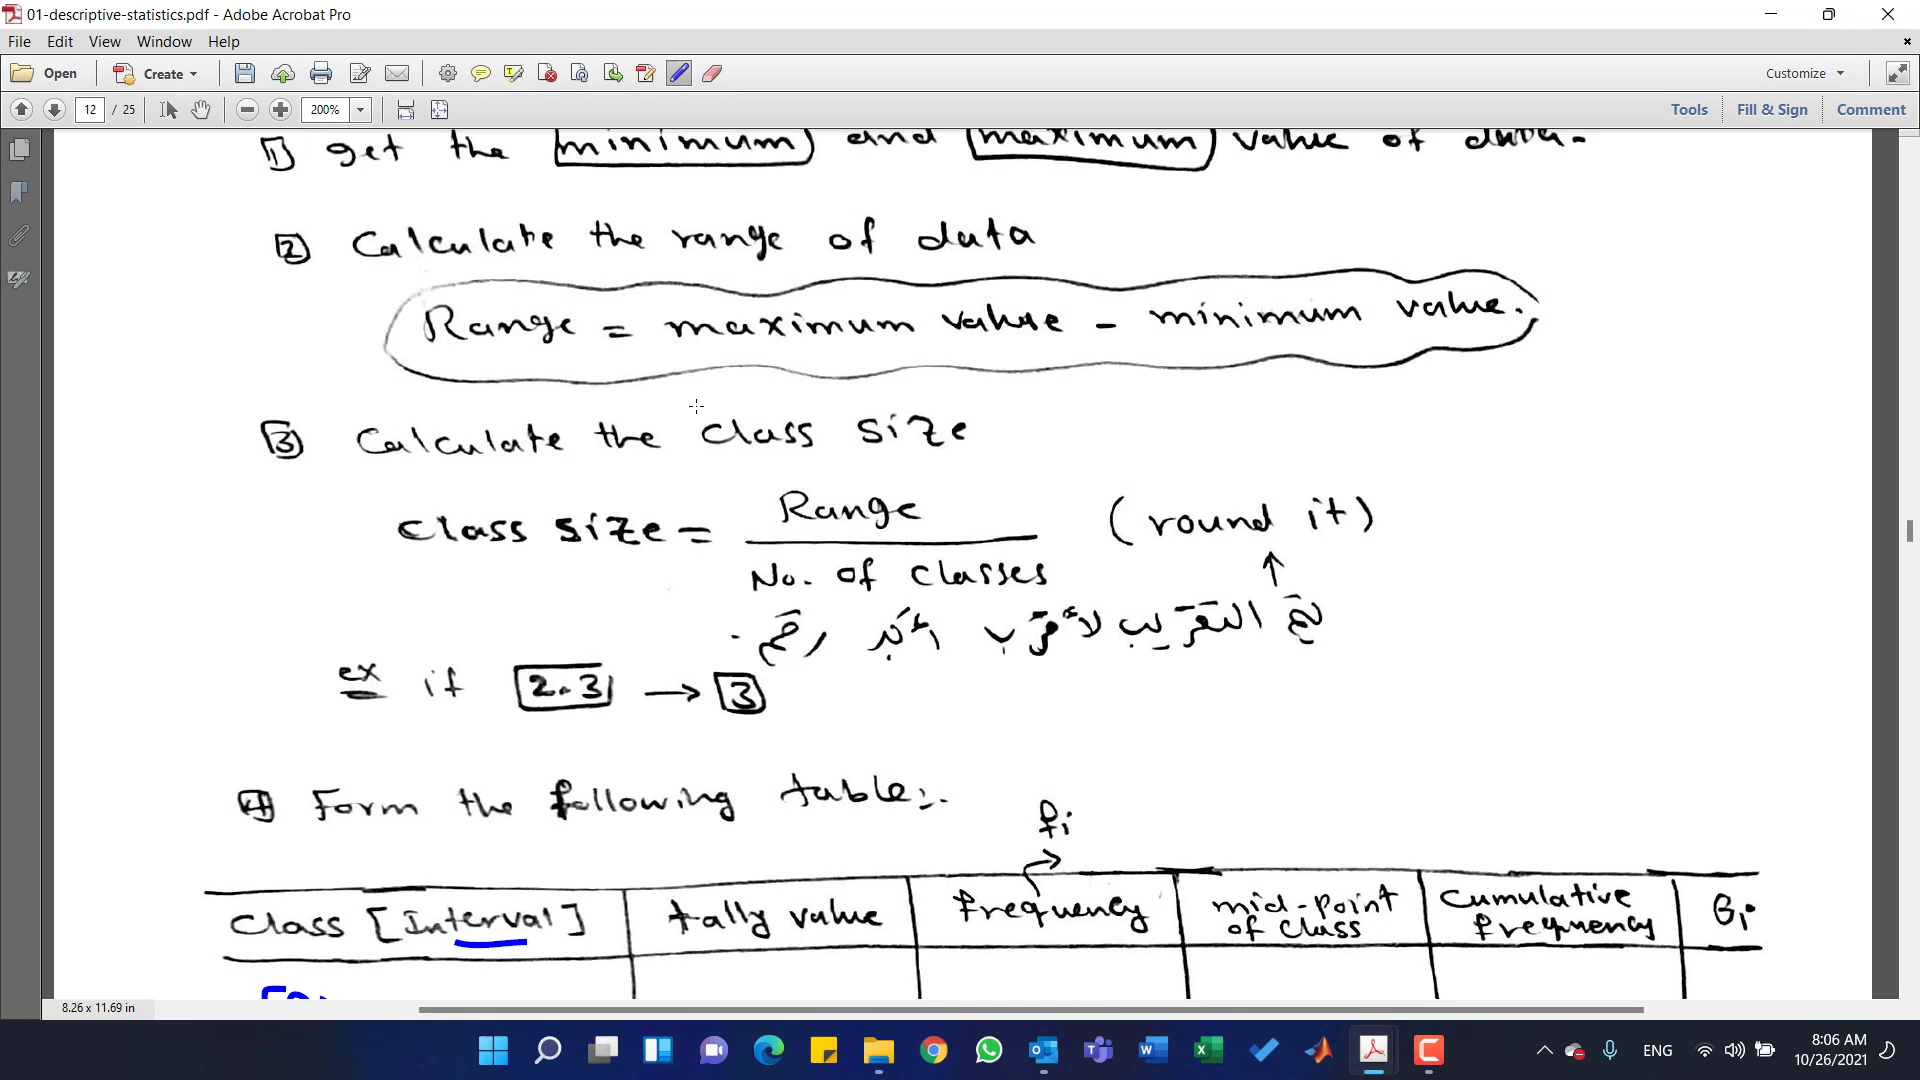 01-descriptive-statistics.pdf - Adobe Acrobat Pro
File Edit View Window Help
Open Create Customize
12 / 25 200% Tools Fill & Sign Comment
1 get the minimum and maximum value of data.
2 Calculate the range of data
Range = maximum value - minimum value.
3 Calculate the class size
class size = Range / No. of classes (round it)
يتم التقريب لأقرب أكبر رقم.
ex if 2.3 → 3
4 Form the following table:.
fi
Class [Interval] tally value frequency mid-point of class Cumulative frequency Bi
8.26 x 11.69 in
ENG
8:06 AM
10/26/2021